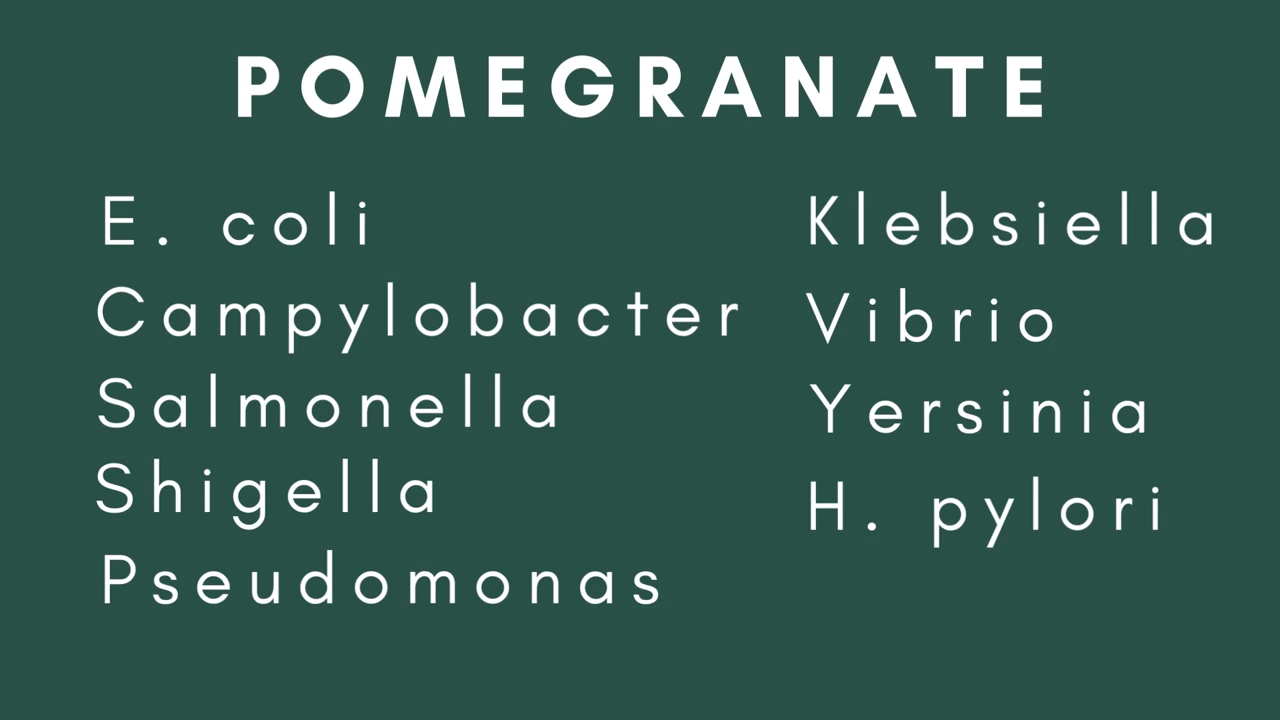 POMEGRANATE
E. coli
Campylobacter
Salmonella
Shigella
Pseudomonas
Klebsiella
Vibrio
Yersinia
H. pylori